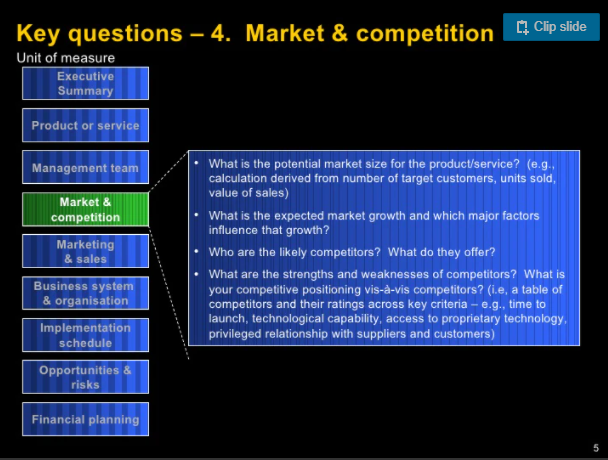 Key questions – 4. Market & competition
Clip slide
Unit of measure
Executive
Summary
Product or service
Management team
Market &
competition
Marketing
& sales
Business system
& organisation
Implementation
schedule
Opportunities &
risks
Financial planning
• What is the potential market size for the product/service? (e.g.,
calculation derived from number of target customers, units sold,
value of sales)
• What is the expected market growth and which major factors
influence that growth?
• Who are the likely competitors? What do they offer?
• What are the strengths and weaknesses of competitors? What is
your competitive positioning vis-à-vis competitors? (i.e, a table of
competitors and their ratings across key criteria – e.g., time to
launch, technological capability, access to proprietary technology,
privileged relationship with suppliers and customers)
5